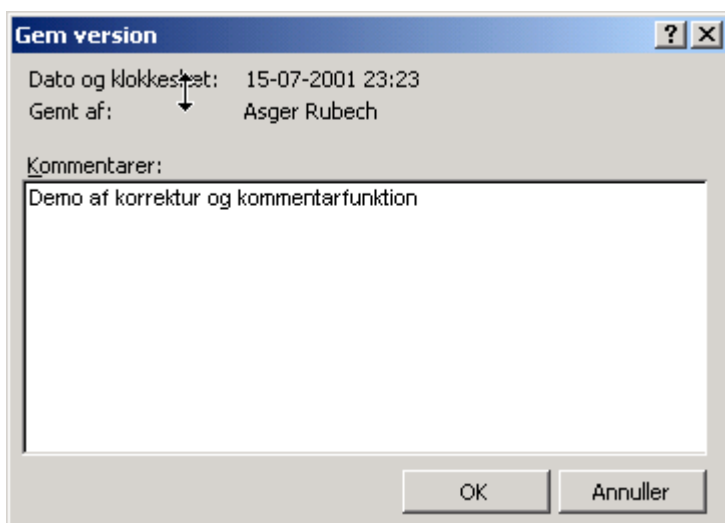 Gem version
Dato og klokkeslæt: 15-07-2001 23:23
Gemt af: Asger Rubech
Kommentarer:
Demo af korrektur og kommentarfunktion
OK Annuller